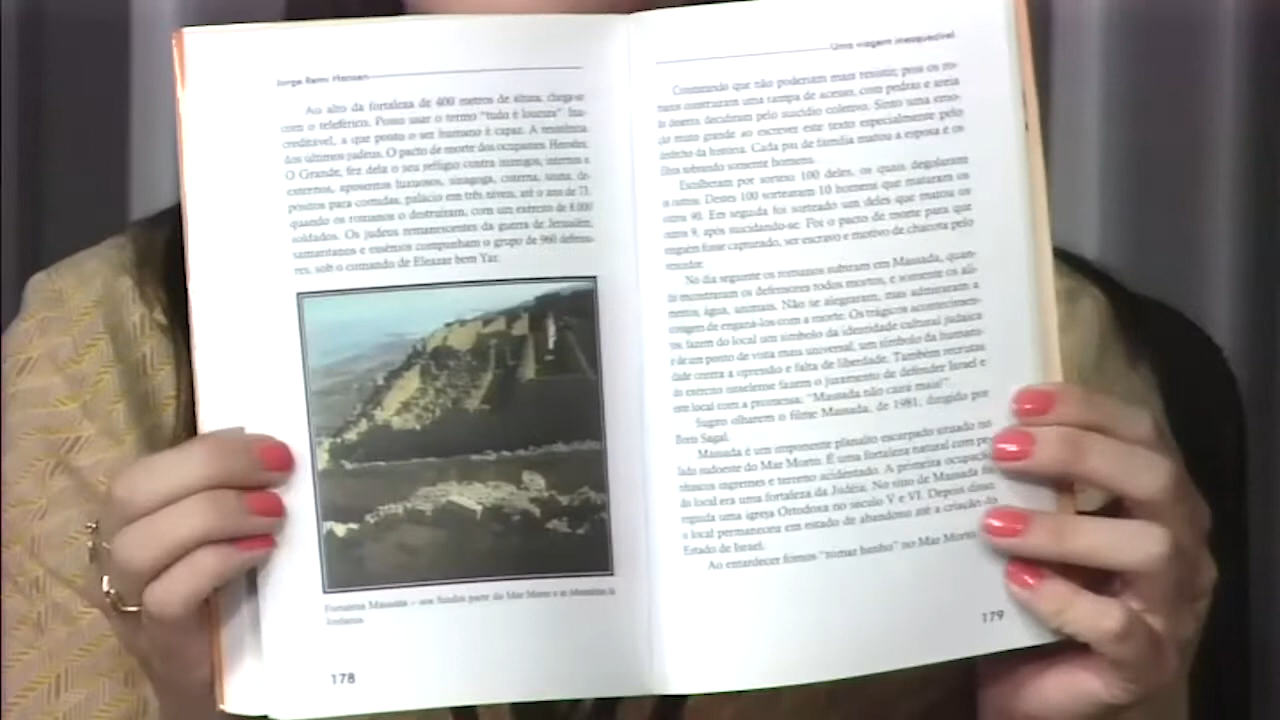 Jorge Remi Hansen
Ao alto da fortaleza de 400 metros de altura, chega-se
com o teleférico. Posso usar o termo "tudo é loucura". Ina-
creditável, a que ponto o ser humano é capaz. A resistência
dos últimos judeus. O pacto de morte dos ocupantes. Herodes,
O Grande, fez dela o seu refúgio contra inimigos, internos e
externos, aposentos luxuosos, sinagoga, cisterna, sauna, de-
pósitos para comidas, palácio em três níveis, até o ano de 73,
quando os romanos o destruíram, com um exército de 8.000
soldados. Os judeus remanescentes da guerra de Jerusalém,
samaritanos e essênios compunham o grupo de 960 defenso-
res, sob o comando de Eleazar bem Yar.
Fortaleza Massada – aos fundos parte do Mar Morto e as
Jordânia.
178
Uma viagem inesquecível
Constatando que não poderiam mais resistir; pois os ro-
manos construíram uma rampa de acesso, com pedras e areia
do deserto, decidiram pelo suicídio coletivo. Sinto uma emo-
ção muito grande ao escrever este texto especialmente pelo
desfecho da história. Cada pai de família matou a esposa e os
filhos sobrando somente homens.
Escolheram por sorteio 100 deles, os quais degolaram
os outros. Destes 100 sortearam 10 homens que mataram os
outros 90. Em seguida foi sorteado um deles que matou os
outros 9, após suicidando-se. Foi o pacto de morte para que
ninguém fosse capturado, ser escravo e motivo de chacota pelo
vencedor.
No dia seguinte os romanos subiram em Massada, quan-
do encontraram os defensores todos mortos, e somente os ali-
mentos, água, animais. Não se alegraram, mas admiraram a
coragem de enganá-los com a morte. Os trágicos acontecimen-
tos, fazem do local um símbolo da identidade cultural judaica
e de um ponto de vista mais universal, um símbolo da humani-
dade contra a opressão e falta de liberdade. Também recrutas
do exército israelense fazem o juramento de defender Israel e
em local com a promessa, "Massada não cairá mais!".
Sugiro olharem o filme Massada, de 1981; dirigido por
Boris Sagal.
Massada é um imponente planalto escarpado situado no
lado sudoeste do Mar Morto. É uma fortaleza natural com pe-
nhascos íngremes e terreno acidentado. A primeira ocupação
do local era uma fortaleza da Judéia. No sítio de Massada foi
erguida uma igreja Ortodoxa no século V e VI. Depois disso
o local permaneceu em estado de abandono até a criação do
Estado de Israel.
Ao entardecer fomos "tomar banho" no Mar Morto.
179